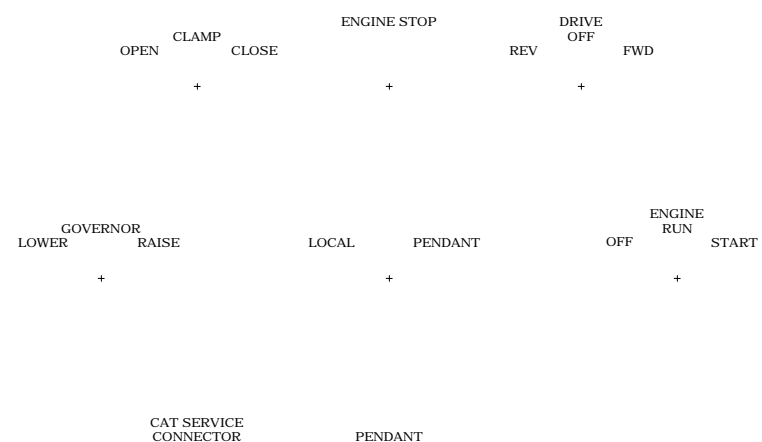 ENGINE STOP
DRIVE
CLAMP
OFF
OPEN CLOSE
REV FWD
+ + +
ENGINE
GOVERNOR
RUN
LOWER RAISE
LOCAL PENDANT
OFF START
+ + +
CAT SERVICE
CONNECTOR
PENDANT